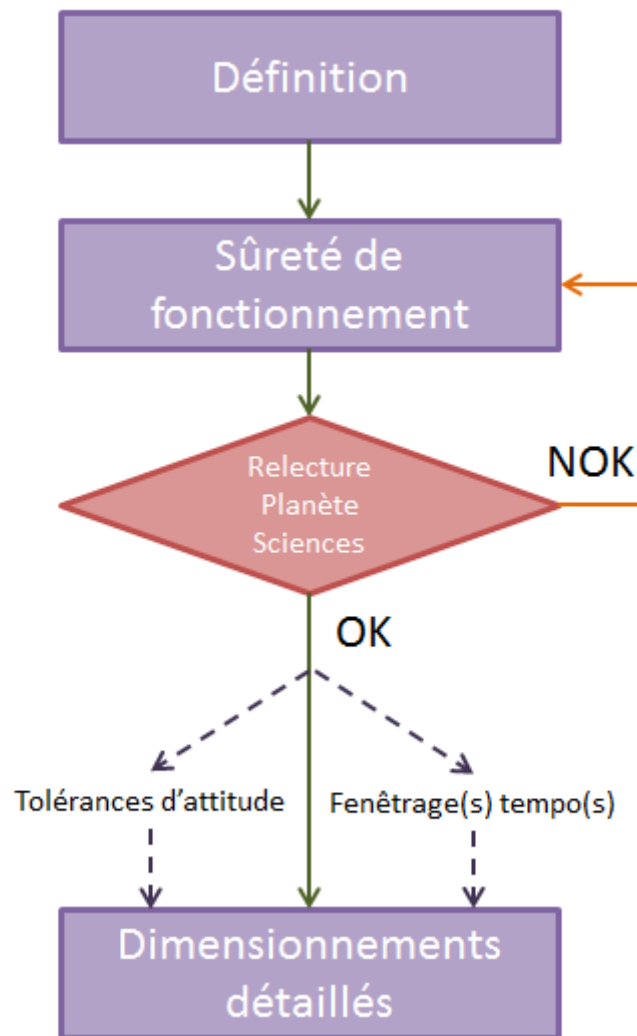 Définition
Sûreté de
fonctionnement
Relecture
Planète
Sciences
NOK
OK
Tolérances d'attitude
Fenêtrage(s) tempo(s)
Dimensionnements
détaillés